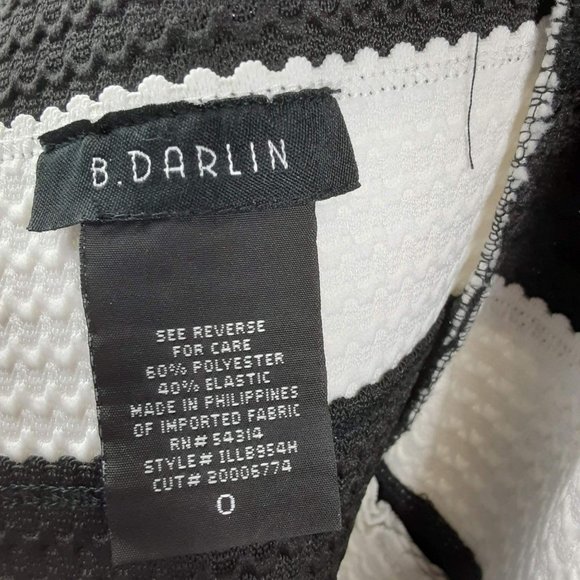 B.DARLIN
SEE REVERSE
FOR CARE
60% POLYESTER
40% ELASTIC
MADE IN PHILIPPINES
OF IMPORTED FABRIC
RN# 54314
STYLE# ILLB954H
CUT# 20006774
0